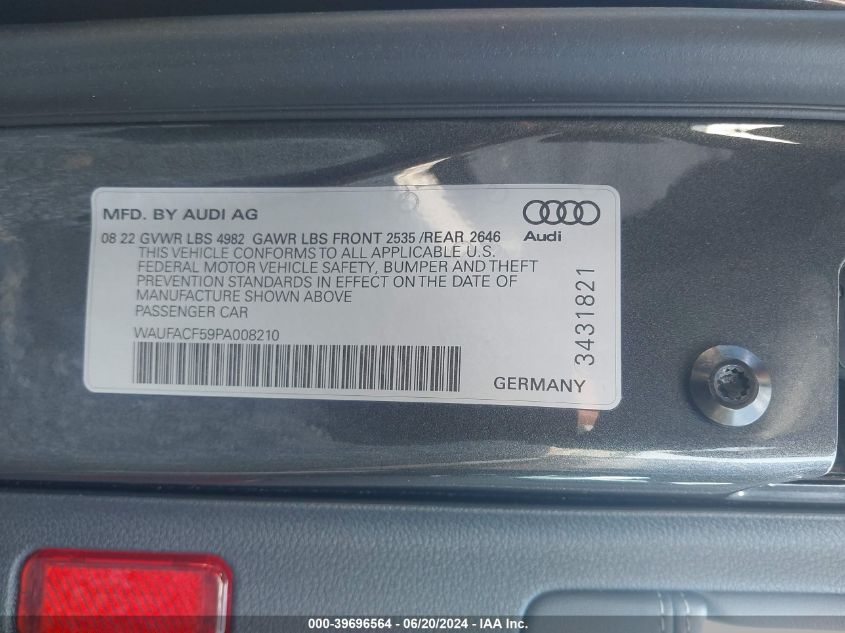 MFD. BY AUDI AG
08 22 GVWR LBS 4982 GAWR LBS FRONT 2535 /REAR 2646
THIS VEHICLE CONFORMS TO ALL APPLICABLE U.S.
FEDERAL MOTOR VEHICLE SAFETY, BUMPER AND THEFT
PREVENTION STANDARDS IN EFFECT ON THE DATE OF
MANUFACTURE SHOWN ABOVE
PASSENGER CAR
WAUFACF59PA008210
Audi
3431821
GERMANY
000-39696564 - 06/20/2024 - IAA Inc.